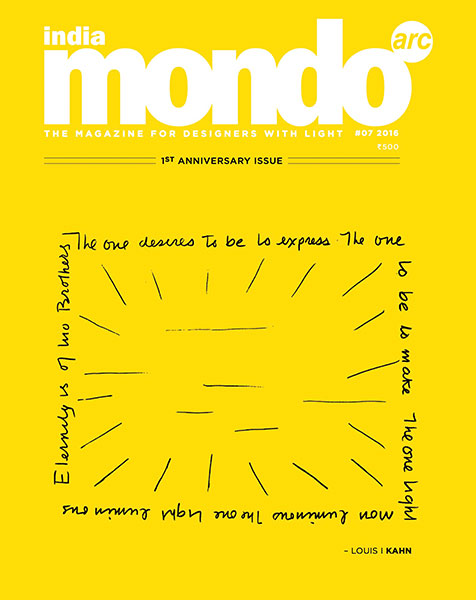 india
mondo
arc
THE MAGAZINE FOR DESIGNERS WITH LIGHT
#07 2016
₹500
1ST ANNIVERSARY ISSUE
Eternity is of two Brothers
The one desires to be to express. The one
to be to make The one light
non luminous The one light luminous
– LOUIS I KAHN